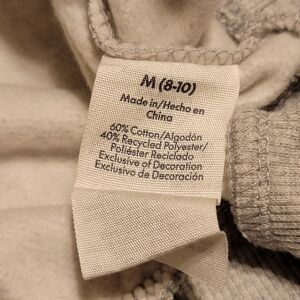 M (8-10)
Made in/Hecho en
China
60% Cotton/Algodón
40% Recycled Polyester/
Poliéster Reciclado
Exclusive of Decoration
Exclusivo de Decoración